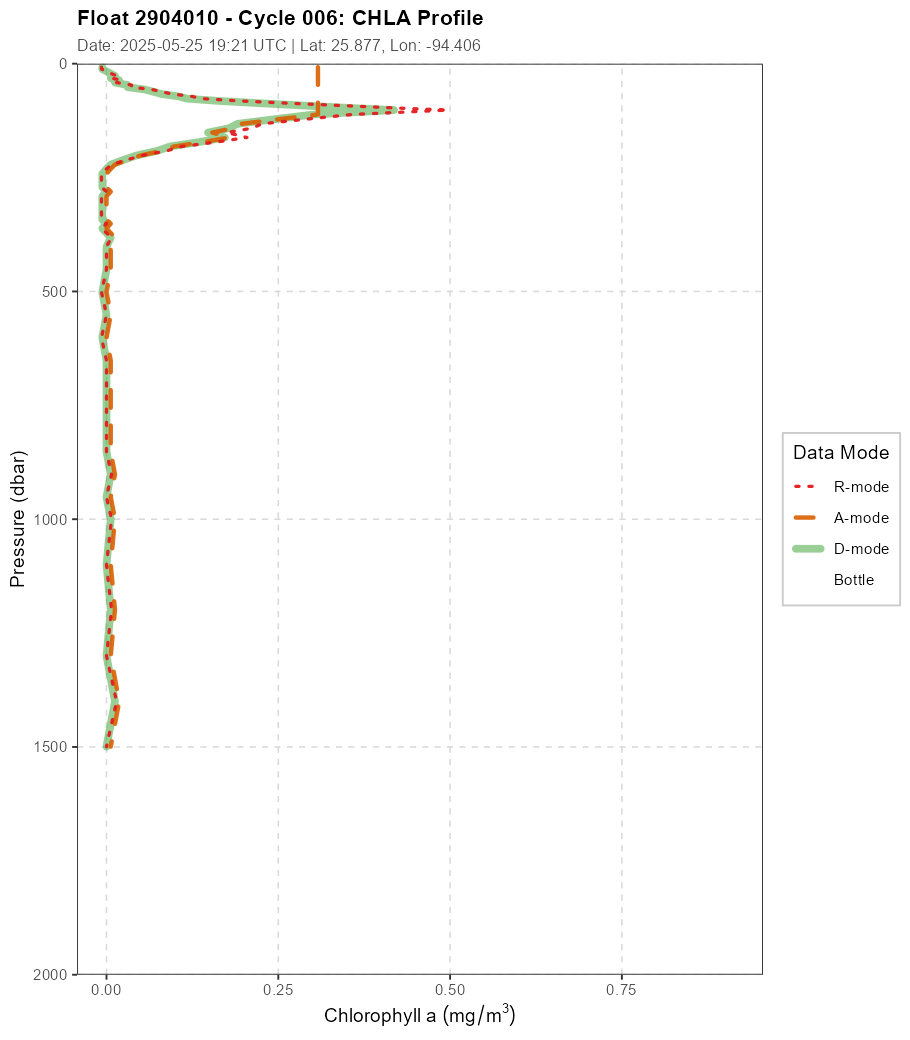 Float 2904010 - Cycle 006: CHLA Profile
Date: 2025-05-25 19:21 UTC | Lat: 25.877, Lon: -94.406
0
500
1000
1500
2000
Pressure (dbar)
0.00 0.25 0.50 0.75
Chlorophyll a (mg/m³)
Data Mode
R-mode
A-mode
D-mode
Bottle